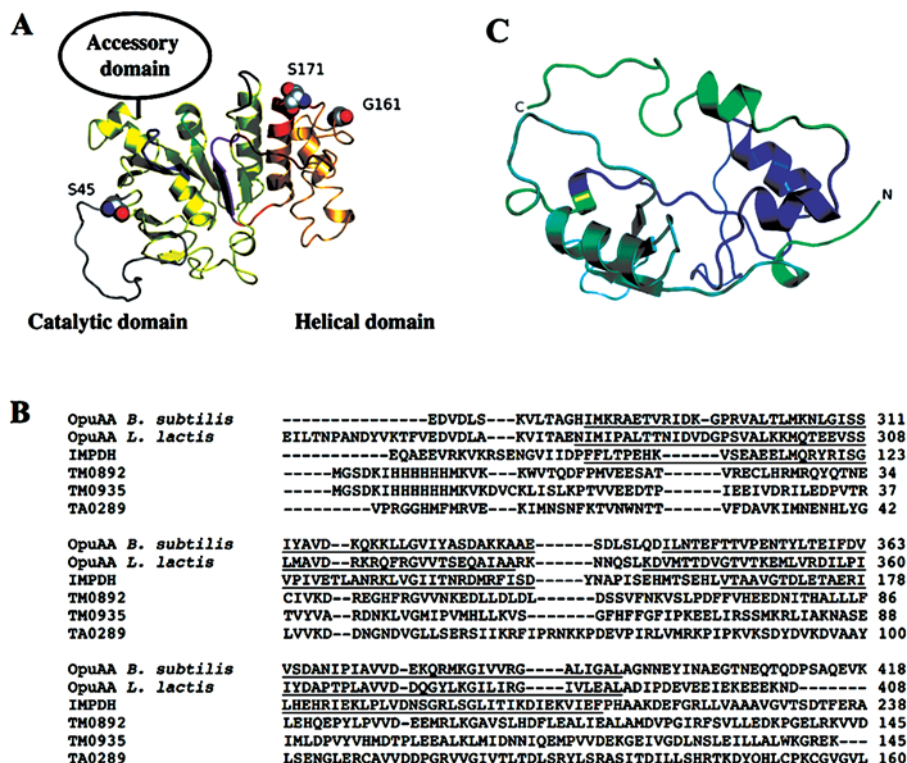 A
Accessory
domain
S171
G161
S45
Catalytic domain
Helical domain
C
C
N
B
OpuAA B. subtilis ----------------EDVDLS---KVLTAGHIMKRAETVRIDK-GPRVALTLMKNLGISS 311
OpuAA L. lactis EILTNPANDYVKTFVEDVDLA---KVITAENIMIPALTTNIDVDGPSVALKKMQTEEVSS 308
IMPDH ---------------EQAEEVRKVKRSENGVIIDPFFLTPEHK-----VSEAEELMQRYRISG 123
TM0892 -----MGSDKIHHHHHHMKVK--KWVTQDFPMVEESAT------VRECLHRMRQYQTNE 34
TM0935 ---MGSDKIHHHHHHMKVKDVCKLISLKPTVVEEDTP------IEEIVDRILEDPVTR 37
TA0289 ---------VPRGGHMFMRVE---KIMNSNFKTVNWNTT-----VFDAVKIMNENHLYG 42
OpuAA B. subtilis IYAVD--KQKKLLGVIYASDAKKAAE------SDLSLQDILNTEFTTVPENTYLTEIFDV 363
OpuAA L. lactis LMAVD--RKRQFRGVVTSEQAIAARK------NNQSLKDVMTTDVGTVTKEMLVRDILPI 360
IMPDH VPIVETLANRKLVGIITNRDMRFISD------YNAPISEHMTSEHLVTAAVGTDLETAERI 178
TM0892 CIVKD--REGHFRGVVNKEDLLDLDL------DSSVFNKVSLPDFFVHEEDNITHALLLF 86
TM0935 TVYVA--RDNKLVGMIPVMHLLKVS-------GFHFFGFIPKEELIRSSMKRLIAKNASE 88
TA0289 LVVKD--DNGNDVGLLSERSIIKRFIPRNKKPDEVPIRLVMRKPIPKVKSDYDVKDVAAY 100
OpuAA B. subtilis VSDANIPIAVVD-EKQRMKGIVVRG----ALIGALAGNNEYINAEGTNEQTQDPSAQEVK 418
OpuAA L. lactis IYDAPTPLAVVD-DQGYLKGILIRG----IVLEALADIPDEVEEIEKEEEKND------- 408
IMPDH LHEHRIEKLPLVDNSGRLSGLITIKDIEKVIEFPHAAKDEFGRLLVAAAVGVTSDTFERA 238
TM0892 LEHQEPYLPVVD-EEMRLKGAVSLHDFLEALIEALAMDVPGIRFSVLLEDKPGELRKVVD 145
TM0935 IMLDPVYVHMDTPLEEALKLMIDNNIQEMPVVDEKGEIVGDLNSLEILLALWKGREK--- 145
TA0289 LSENGLERCAVVDDPGRVVGIVTLTDLSRYLSRASITDILLSHRTKDYQHLCPKCGVGVL 160